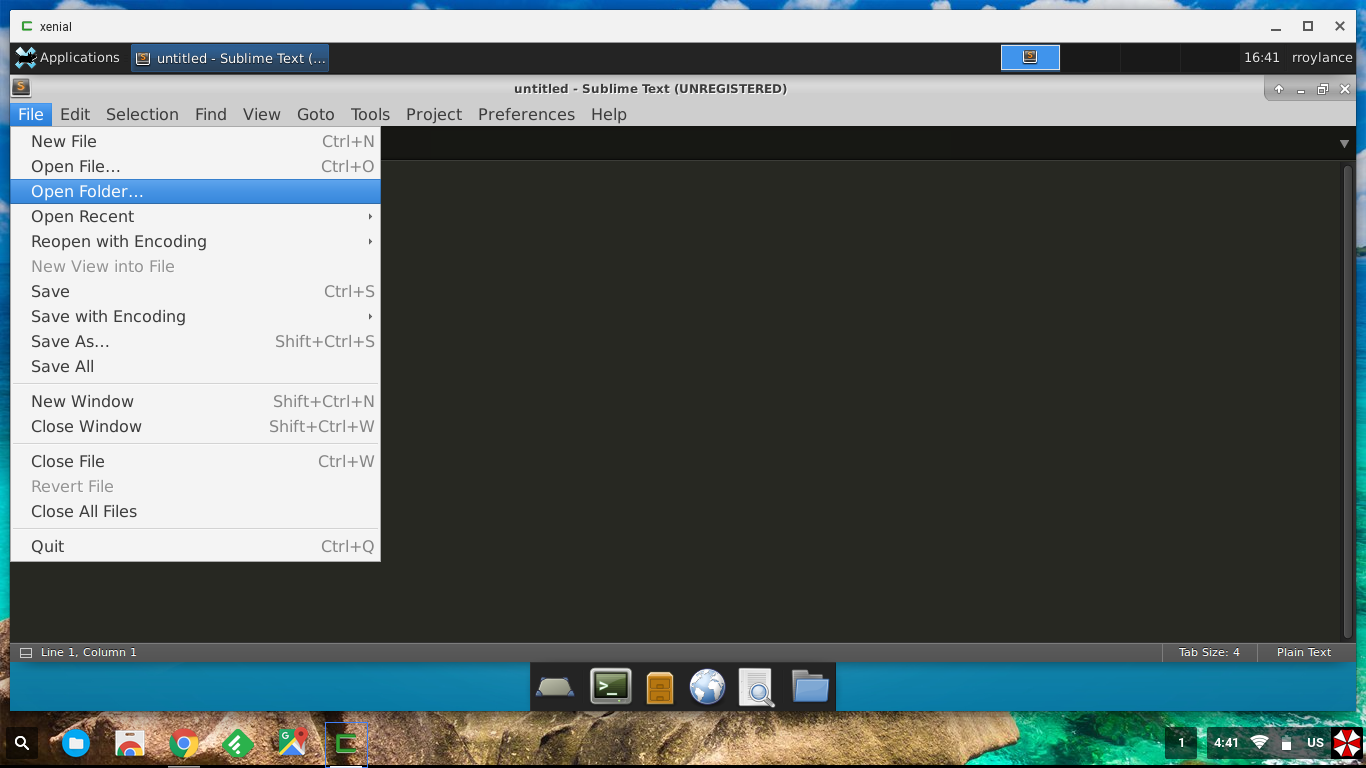 xenial
Applications
untitled - Sublime Text (...
16:41 rroylance
untitled - Sublime Text (UNREGISTERED)
File Edit Selection Find View Goto Tools Project Preferences Help
New File Ctrl+N
Open File... Ctrl+O
Open Folder...
Open Recent
Reopen with Encoding
New View into File
Save Ctrl+S
Save with Encoding
Save As... Shift+Ctrl+S
Save All
New Window Shift+Ctrl+N
Close Window Shift+Ctrl+W
Close File Ctrl+W
Revert File
Close All Files
Quit Ctrl+Q
Line 1, Column 1 Tab Size: 4 Plain Text
1 4:41 US